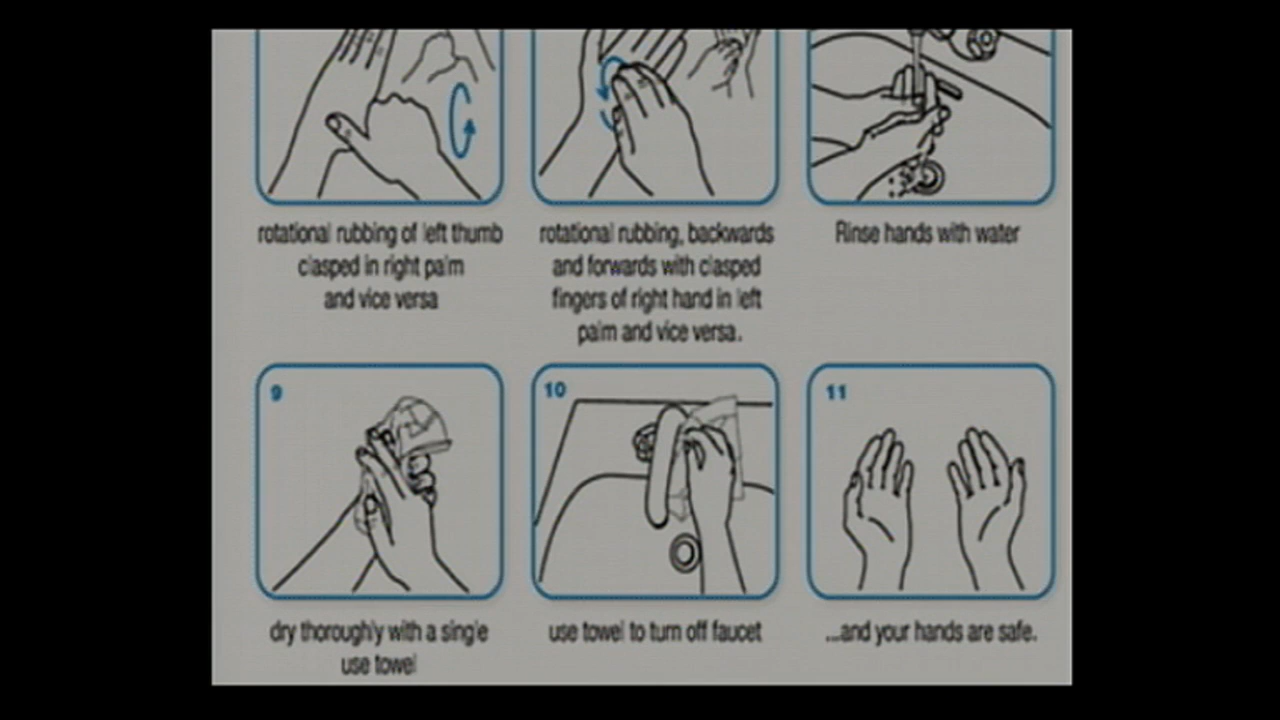 rotational rubbing of left thumb
clasped in right palm
and vice versa
rotational rubbing, backwards
and forwards with clasped
fingers of right hand in left
palm and vice versa.
Rinse hands with water
9
dry thoroughly with a single
use towel
10
use towel to turn off faucet
11
...and your hands are safe.